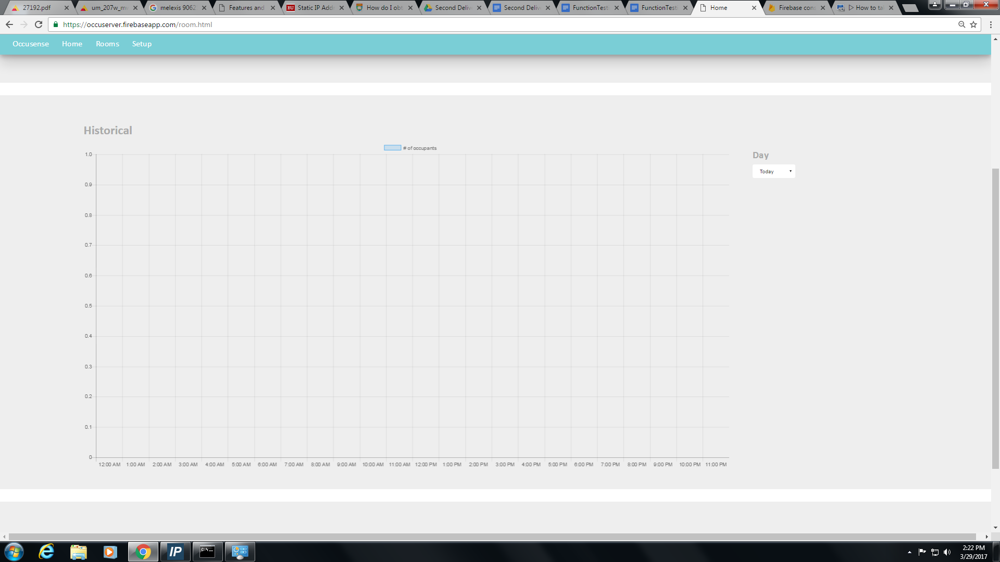 27192.pdf
um_207w_mw
melexis 9062
Features and
BU Static IP Add
How do I obt
Second Deliv
Second Deliv
FunctionTest
FunctionTest
Home
Firebase cons
▷ How to ta
https://occuserver.firebaseapp.com/room.html
Occusense Home Rooms Setup
Historical
# of occupants
Day
Today
1.0
0.9
0.8
0.7
0.6
0.5
0.4
0.3
0.2
0.1
0
12:00 AM 1:00 AM 2:00 AM 3:00 AM 4:00 AM 5:00 AM 6:00 AM 7:00 AM 8:00 AM 9:00 AM 10:00 AM 11:00 AM 12:00 PM 1:00 PM 2:00 PM 3:00 PM 4:00 PM 5:00 PM 6:00 PM 7:00 PM 8:00 PM 9:00 PM 10:00 PM 11:00 PM
IP
C:\
2:22 PM
3/29/2017